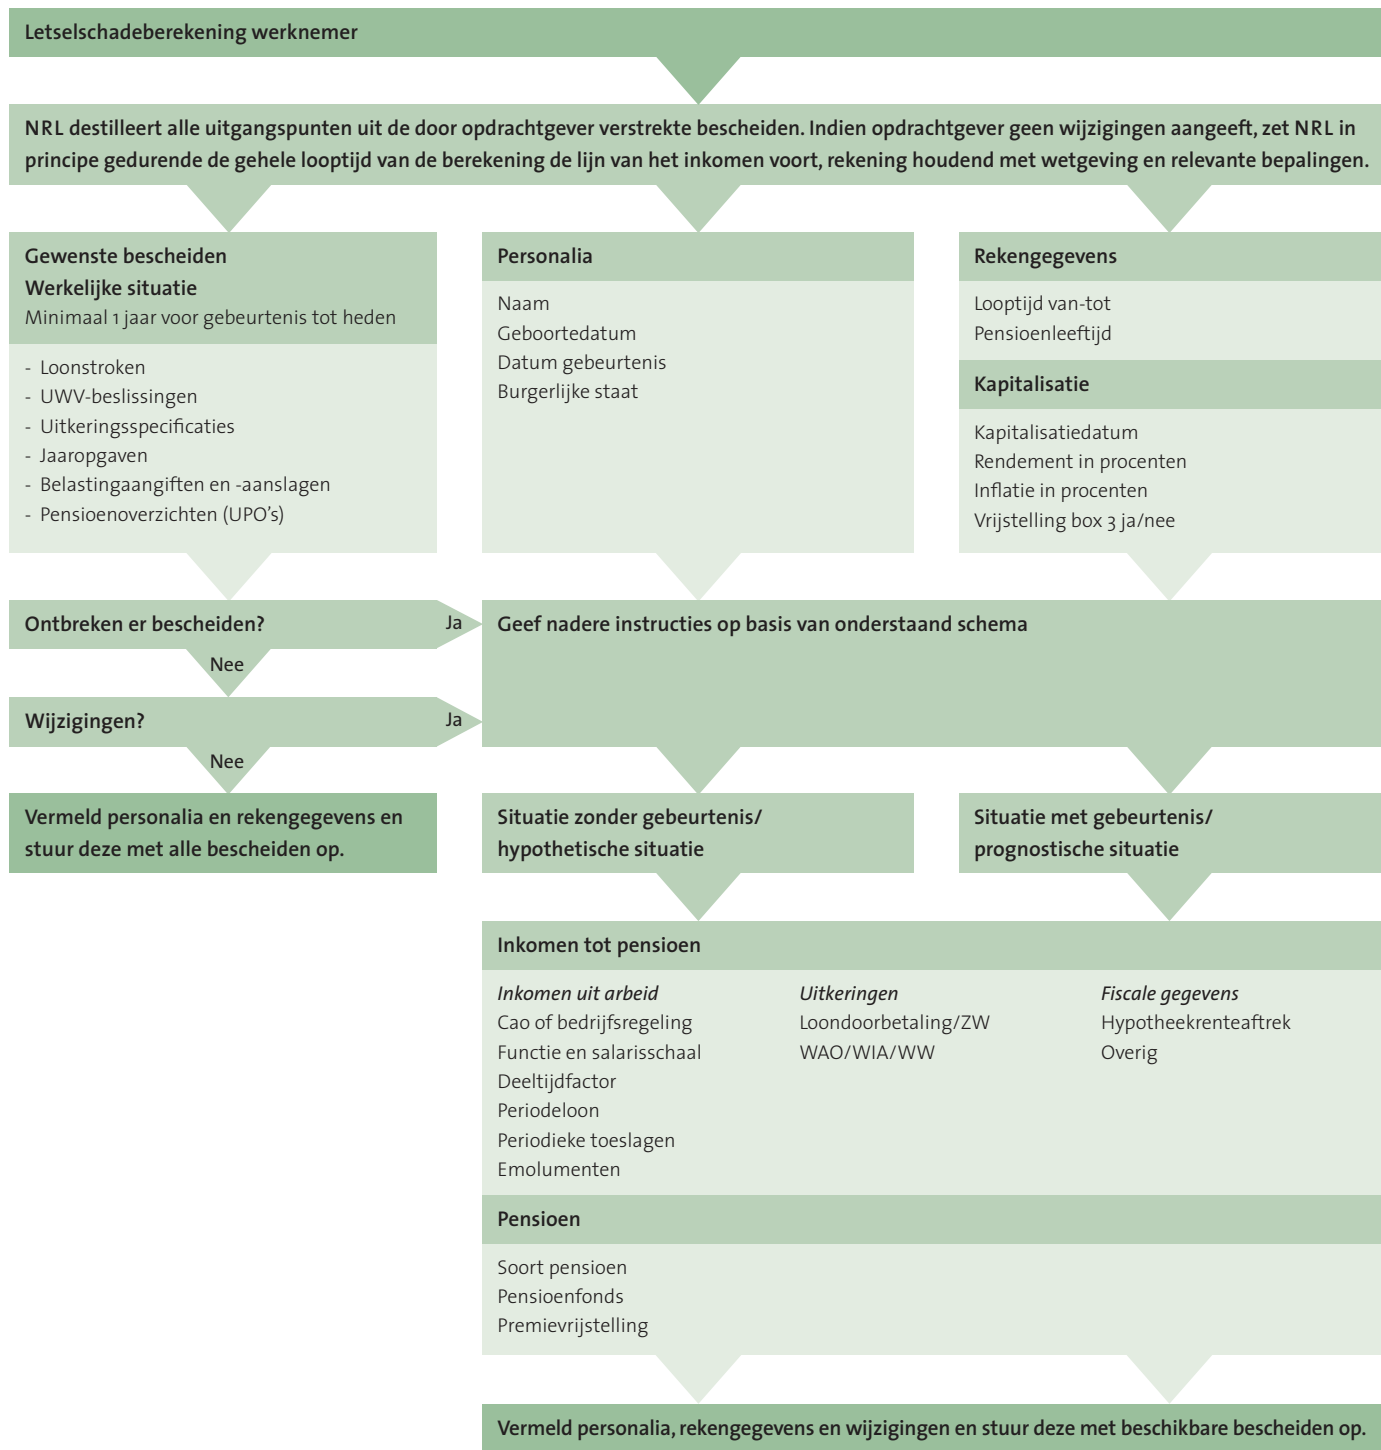 Letselschadeberekening werknemer
NRL destilleert alle uitgangspunten uit de door opdrachtgever verstrekte bescheiden. Indien opdrachtgever geen wijzigingen aangeeft, zet NRL in
principe gedurende de gehele looptijd van de berekening de lijn van het inkomen voort, rekening houdend met wetgeving en relevante bepalingen.
Gewenste bescheiden
Werkelijke situatie
Minimaal 1 jaar voor gebeurtenis tot heden
- Loonstroken
- UWV-beslissingen
- Uitkeringsspecificaties
- Jaaropgaven
- Belastingaangiften en -aanslagen
- Pensioenoverzichten (UPO's)
Personalia
Naam
Geboortedatum
Datum gebeurtenis
Burgerlijke staat
Rekengegevens
Looptijd van-tot
Pensioenleeftijd
Kapitalisatie
Kapitalisatiedatum
Rendement in procenten
Inflatie in procenten
Vrijstelling box 3 ja/nee
Ontbreken er bescheiden?
Ja
Nee
Geef nadere instructies op basis van onderstaand schema
Wijzigingen?
Ja
Nee
Vermeld personalia en rekengegevens en
stuur deze met alle bescheiden op.
Situatie zonder gebeurtenis/
hypothetische situatie
Situatie met gebeurtenis/
prognostische situatie
Inkomen tot pensioen
Inkomen uit arbeid
Cao of bedrijfsregeling
Functie en salarisschaal
Deeltijdfactor
Periodeloon
Periodieke toeslagen
Emolumenten
Uitkeringen
Loondoorbetaling/ZW
WAO/WIA/WW
Fiscale gegevens
Hypotheekrenteaftrek
Overig
Pensioen
Soort pensioen
Pensioenfonds
Premievrijstelling
Vermeld personalia, rekengegevens en wijzigingen en stuur deze met beschikbare bescheiden op.